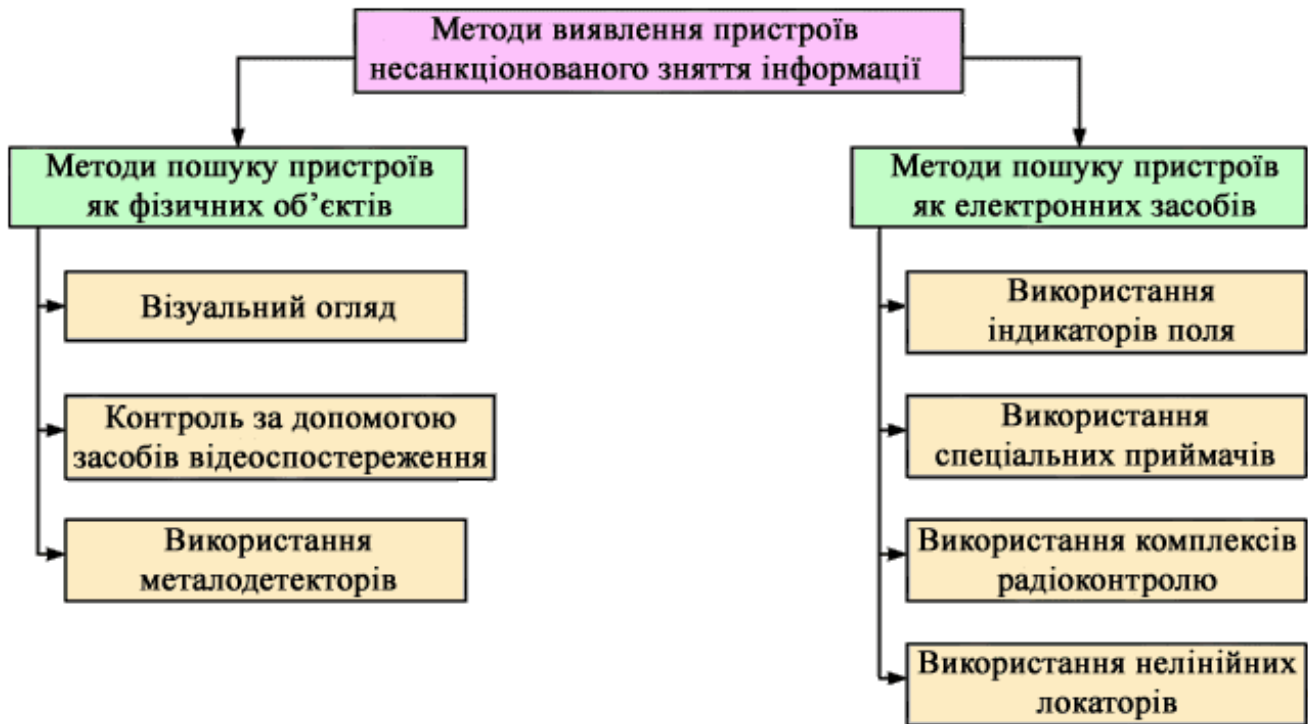 Методи виявлення пристроїв
несанкціонованого зняття інформації
Методи пошуку пристроїв
як фізичних об’єктів
Візуальний огляд
Контроль за допомогою
засобів відеоспостереження
Використання
металодетекторів
Методи пошуку пристроїв
як електронних засобів
Використання
індикаторів поля
Використання
спеціальних приймачів
Використання комплексів
радіоконтролю
Використання нелінійних
локаторів